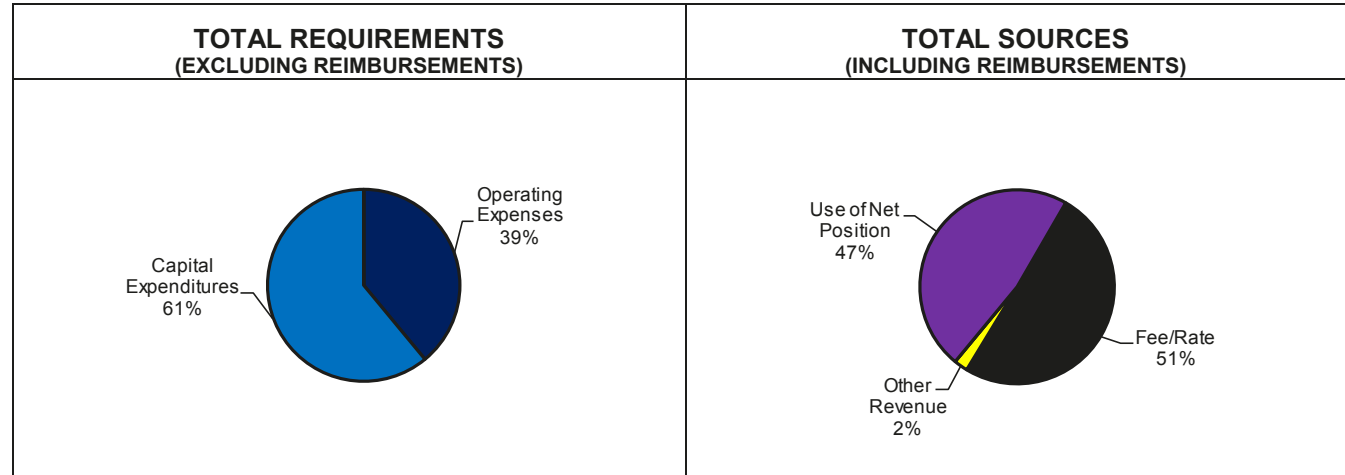 TOTAL REQUIREMENTS
(EXCLUDING REIMBURSEMENTS)
Operating
Expenses
39%
Capital
Expenditures
61%
TOTAL SOURCES
(INCLUDING REIMBURSEMENTS)
Use of Net
Position
47%
Fee/Rate
51%
Other
Revenue
2%